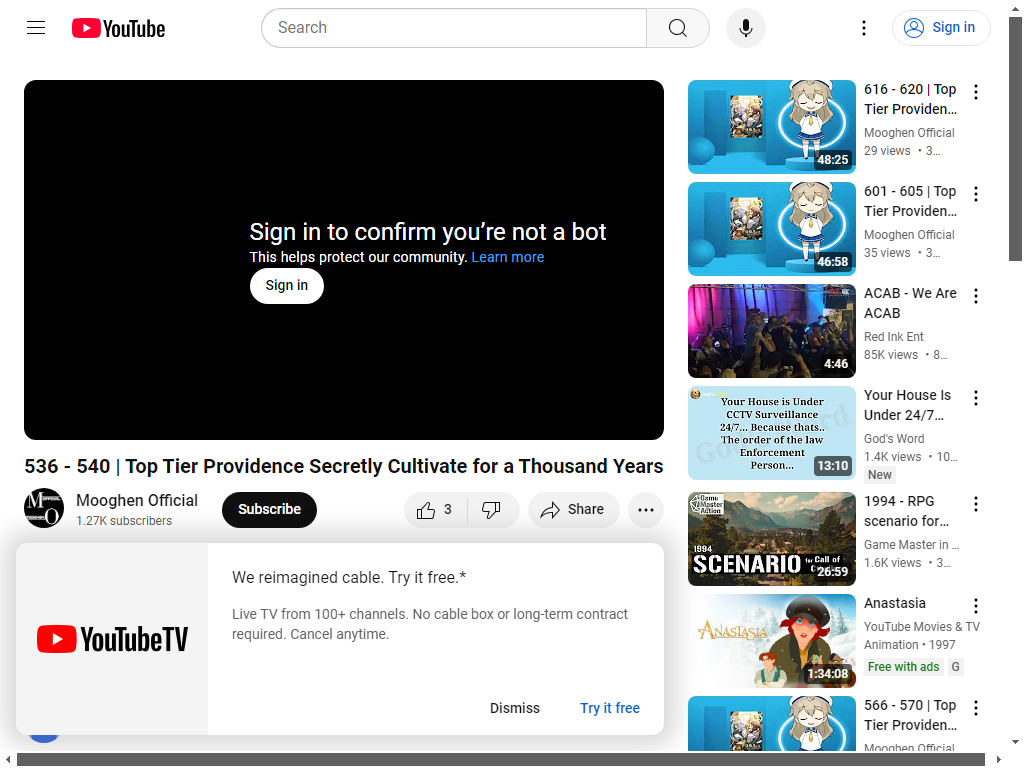 YouTube
Search
Sign in
Sign in to confirm you’re not a bot
This helps protect our community. Learn more
Sign in
536 - 540 | Top Tier Providence Secretly Cultivate for a Thousand Years
Mooghen Official
1.27K subscribers
Subscribe
3
Share
YouTubeTV
We reimagined cable. Try it free.*
Live TV from 100+ channels. No cable box or long-term contract
required. Cancel anytime.
Dismiss
Try it free
48:25
616 - 620 | Top
Tier Providen…
Mooghen Official
29 views • 3…
46:58
601 - 605 | Top
Tier Providen…
Mooghen Official
35 views • 3…
4:46
ACAB - We Are
ACAB
Red Ink Ent
85K views • 8…
Your House is Under
CCTV Surveillance
24/7... Because thats..
The order of the law
Enforcement
Person...
13:10
Your House Is
Under 24/7…
God's Word
1.4K views • 10…
New
Game
Master
Action
1994
SCENARIO for Call of
26:59
1994 - RPG
scenario for…
Game Master in …
1.6K views • 3…
ANASTASIA
1:34:08
Anastasia
YouTube Movies & TV
Animation • 1997
Free with ads G
566 - 570 | Top
Tier Providen…
Mooghen Official